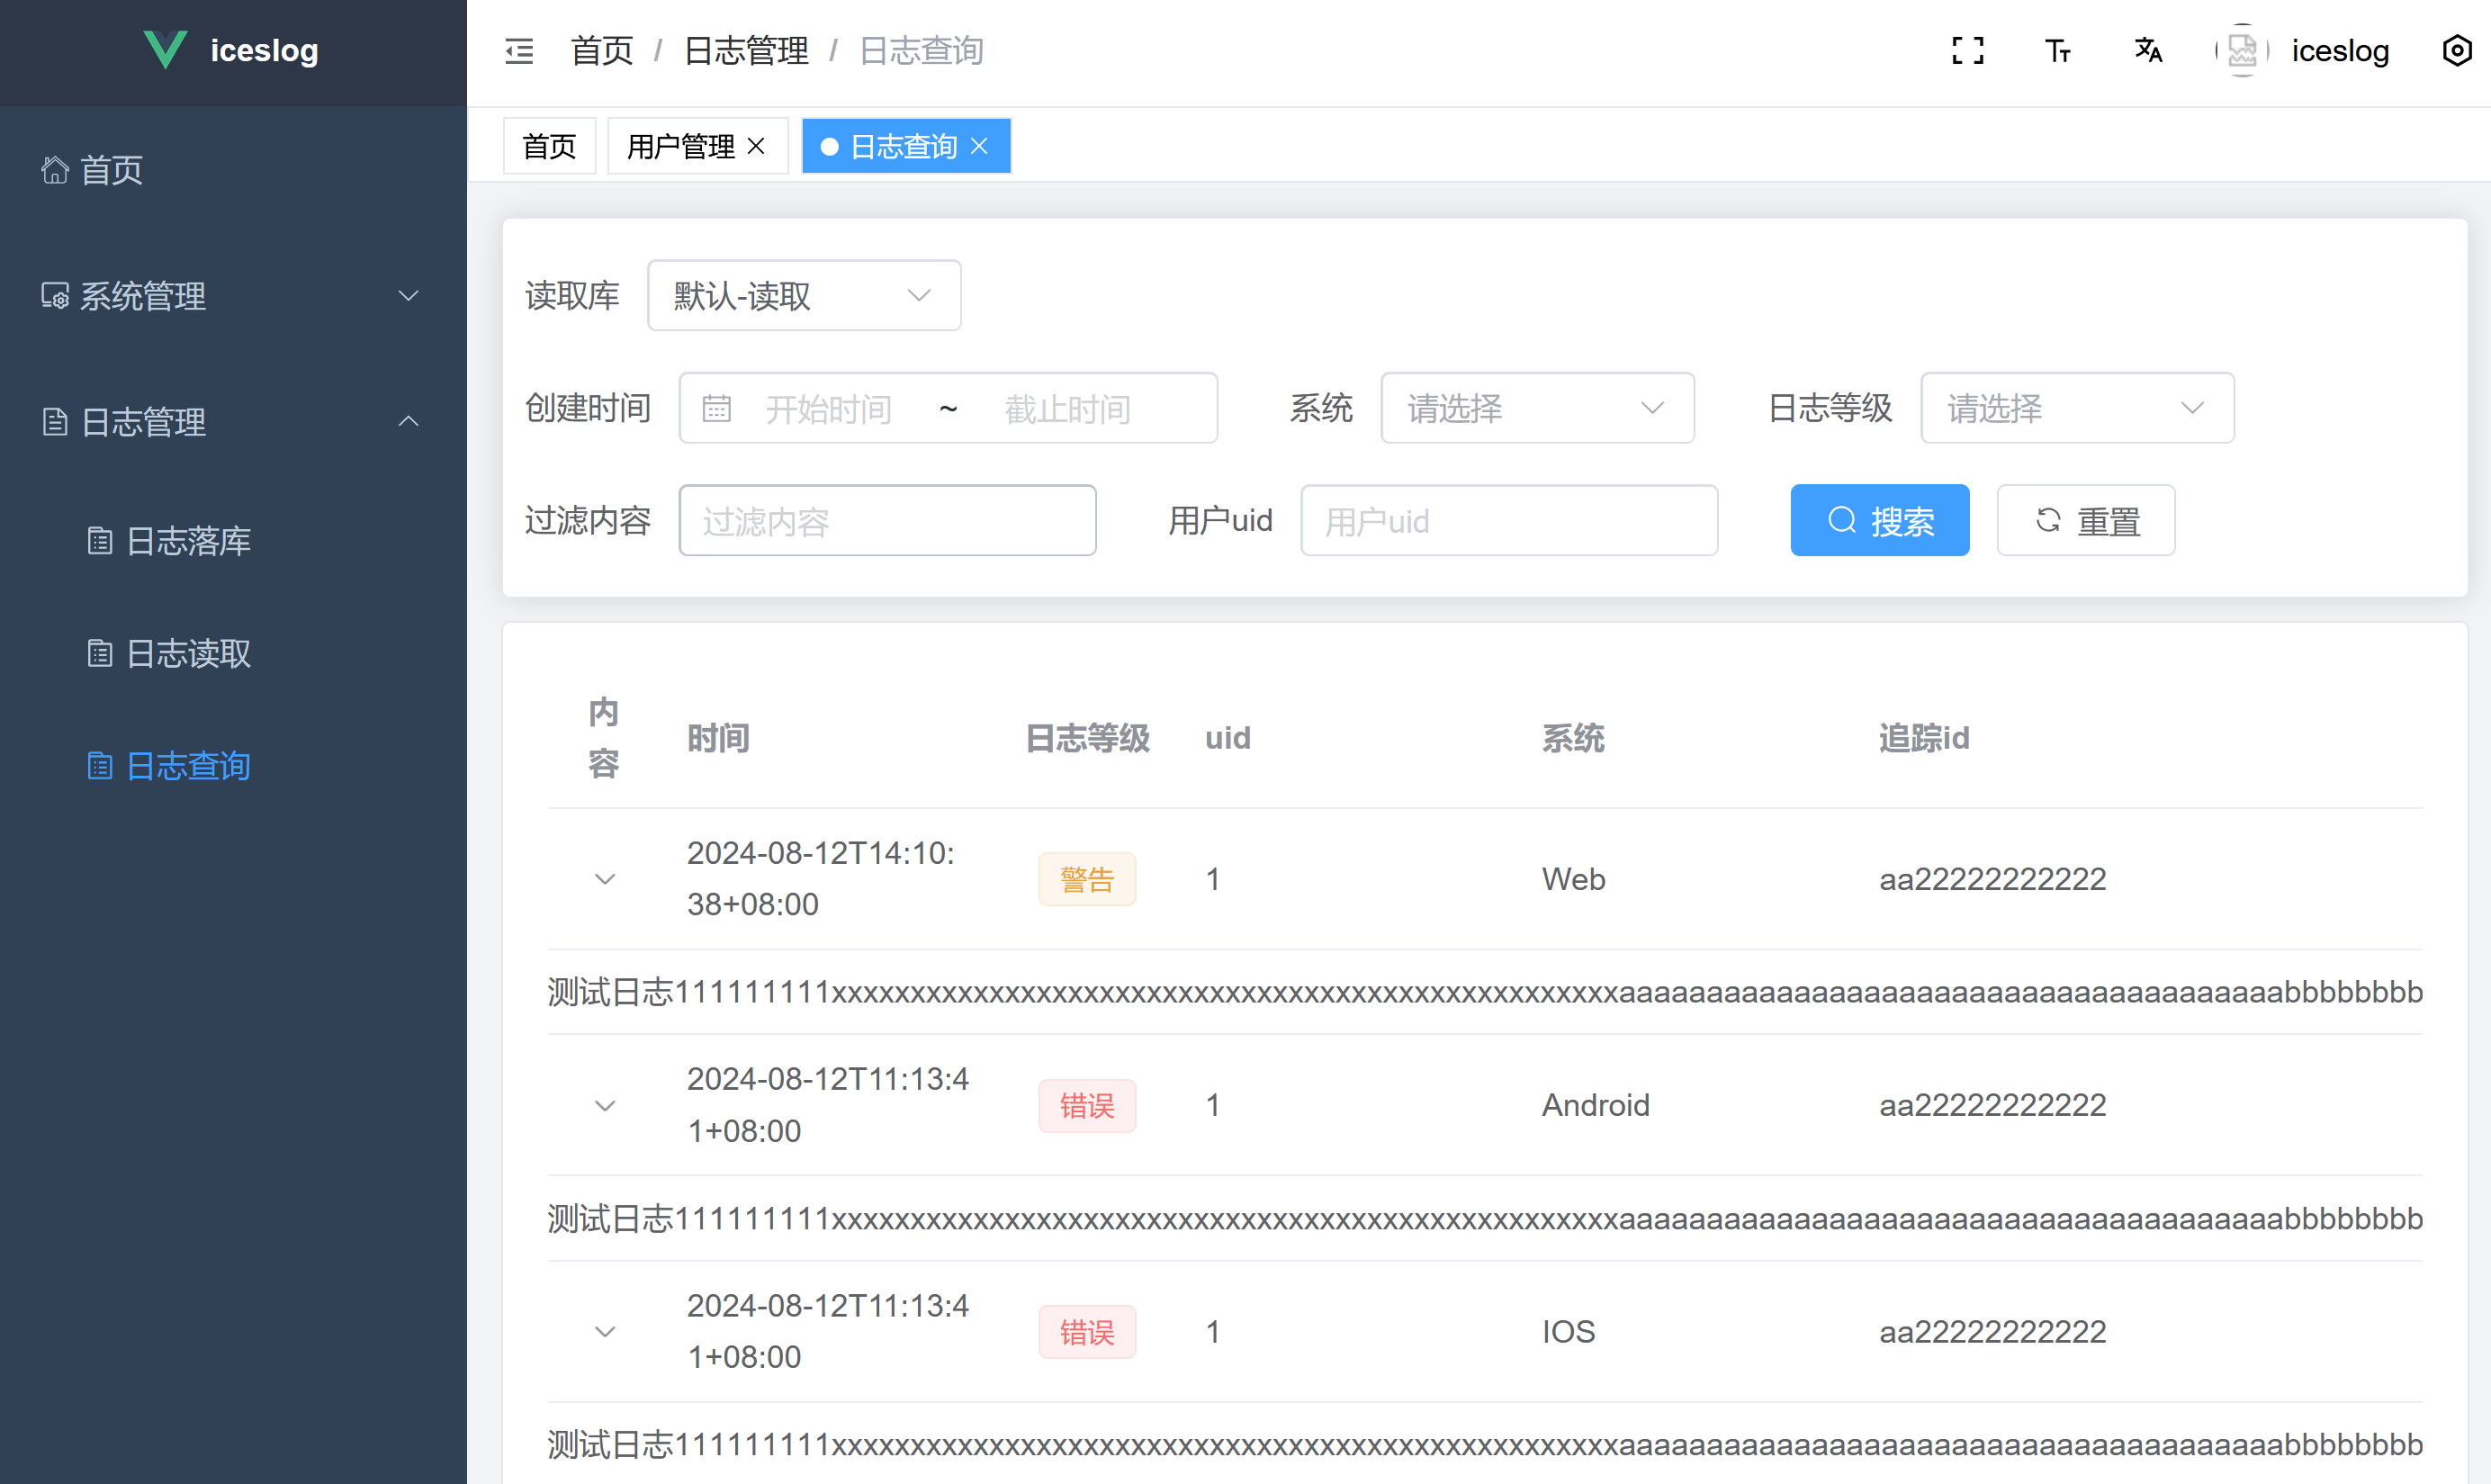 iceslog
首页
系统管理
日志管理
日志落库
日志读取
日志查询
首页 / 日志管理 / 日志查询
iceslog
首页
用户管理
日志查询
读取库 默认-读取
创建时间 开始时间 ~ 截止时间 系统 请选择 日志等级 请选择
过滤内容 过滤内容 用户uid 用户uid 搜索 重置
内容 时间 日志等级 uid 系统 追踪id
2024-08-12T14:10:
38+08:00
警告 1 Web aa22222222222
测试日志111111111xxxxxxxxxxxxxxxxxxxxxxxxxxxxxxxxxxxxxxxxxxxxxxxxxxaaaaaaaaaaaaaaaaaaaaaaaaaaaaaaaaaaaaaabbbbbbbb
2024-08-12T11:13:4
1+08:00
错误 1 Android aa22222222222
测试日志111111111xxxxxxxxxxxxxxxxxxxxxxxxxxxxxxxxxxxxxxxxxxxxxxxxxxaaaaaaaaaaaaaaaaaaaaaaaaaaaaaaaaaaaaaabbbbbbbb
2024-08-12T11:13:4
1+08:00
错误 1 IOS aa22222222222
测试日志111111111xxxxxxxxxxxxxxxxxxxxxxxxxxxxxxxxxxxxxxxxxxxxxxxxxxaaaaaaaaaaaaaaaaaaaaaaaaaaaaaaaaaaaaaabbbbbbbb